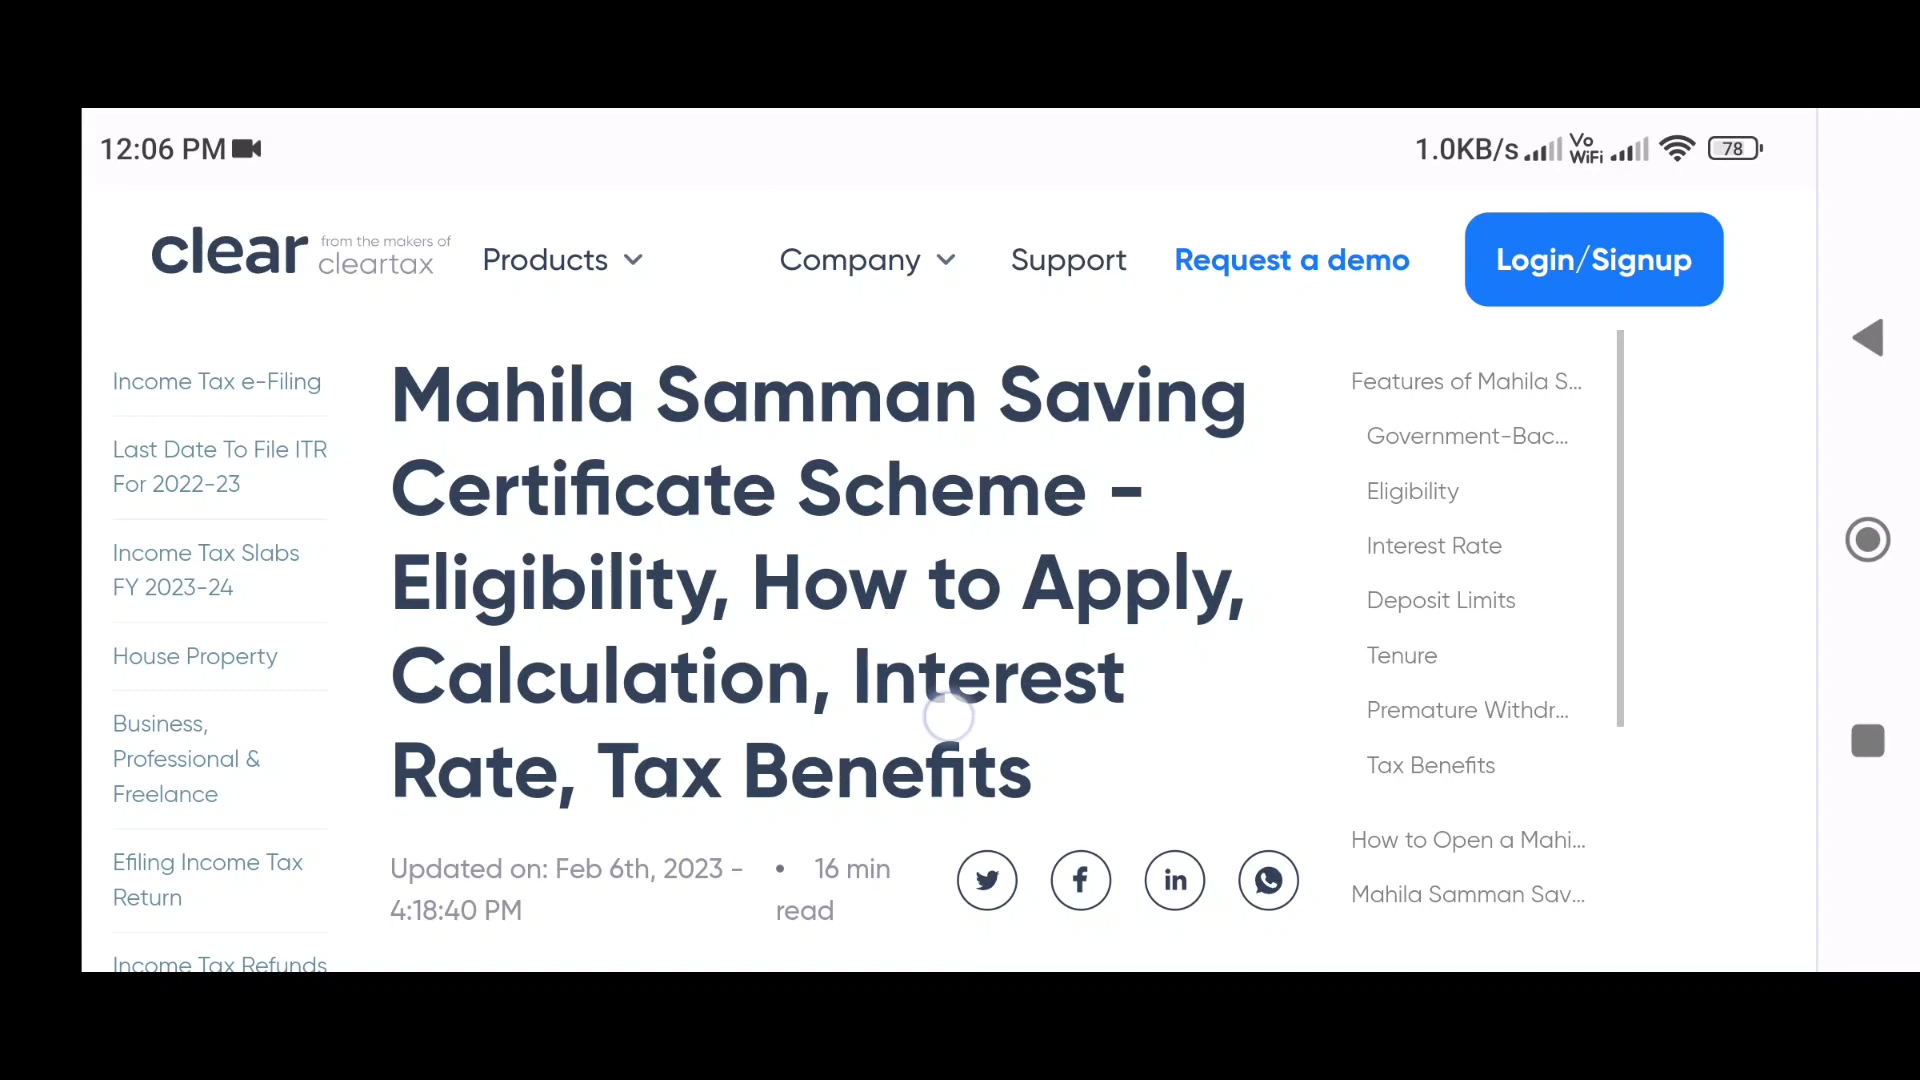 12:06 PM
1.0KB/s Vo WiFi 78
clear from the makers of cleartax
Products
Company
Support
Request a demo
Login/Signup
Income Tax e-Filing
Last Date To File ITR
For 2022-23
Income Tax Slabs
FY 2023-24
House Property
Business,
Professional &
Freelance
Efiling Income Tax
Return
Income Tax Refunds
Mahila Samman Saving
Certificate Scheme -
Eligibility, How to Apply,
Calculation, Interest
Rate, Tax Benefits
Updated on: Feb 6th, 2023 -
4:18:40 PM
• 16 min
read
Features of Mahila S...
Government-Bac...
Eligibility
Interest Rate
Deposit Limits
Tenure
Premature Withdr...
Tax Benefits
How to Open a Mahi...
Mahila Samman Sav...